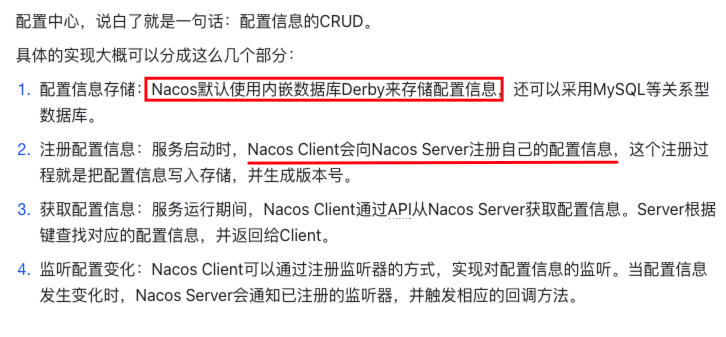 配置中心，说白了就是一句话：配置信息的CRUD。
具体的实现大概可以分成这么几个部分：
1. 配置信息存储：Nacos默认使用内嵌数据库Derby来存储配置信息，还可以采用MySQL等关系型
数据库。
2. 注册配置信息：服务启动时，Nacos Client会向Nacos Server注册自己的配置信息，这个注册过
程就是把配置信息写入存储，并生成版本号。
3. 获取配置信息：服务运行期间，Nacos Client通过API从Nacos Server获取配置信息。Server根据
键查找对应的配置信息，并返回给Client。
4. 监听配置变化：Nacos Client可以通过注册监听器的方式，实现对配置信息的监听。当配置信息
发生变化时，Nacos Server会通知已注册的监听器，并触发相应的回调方法。